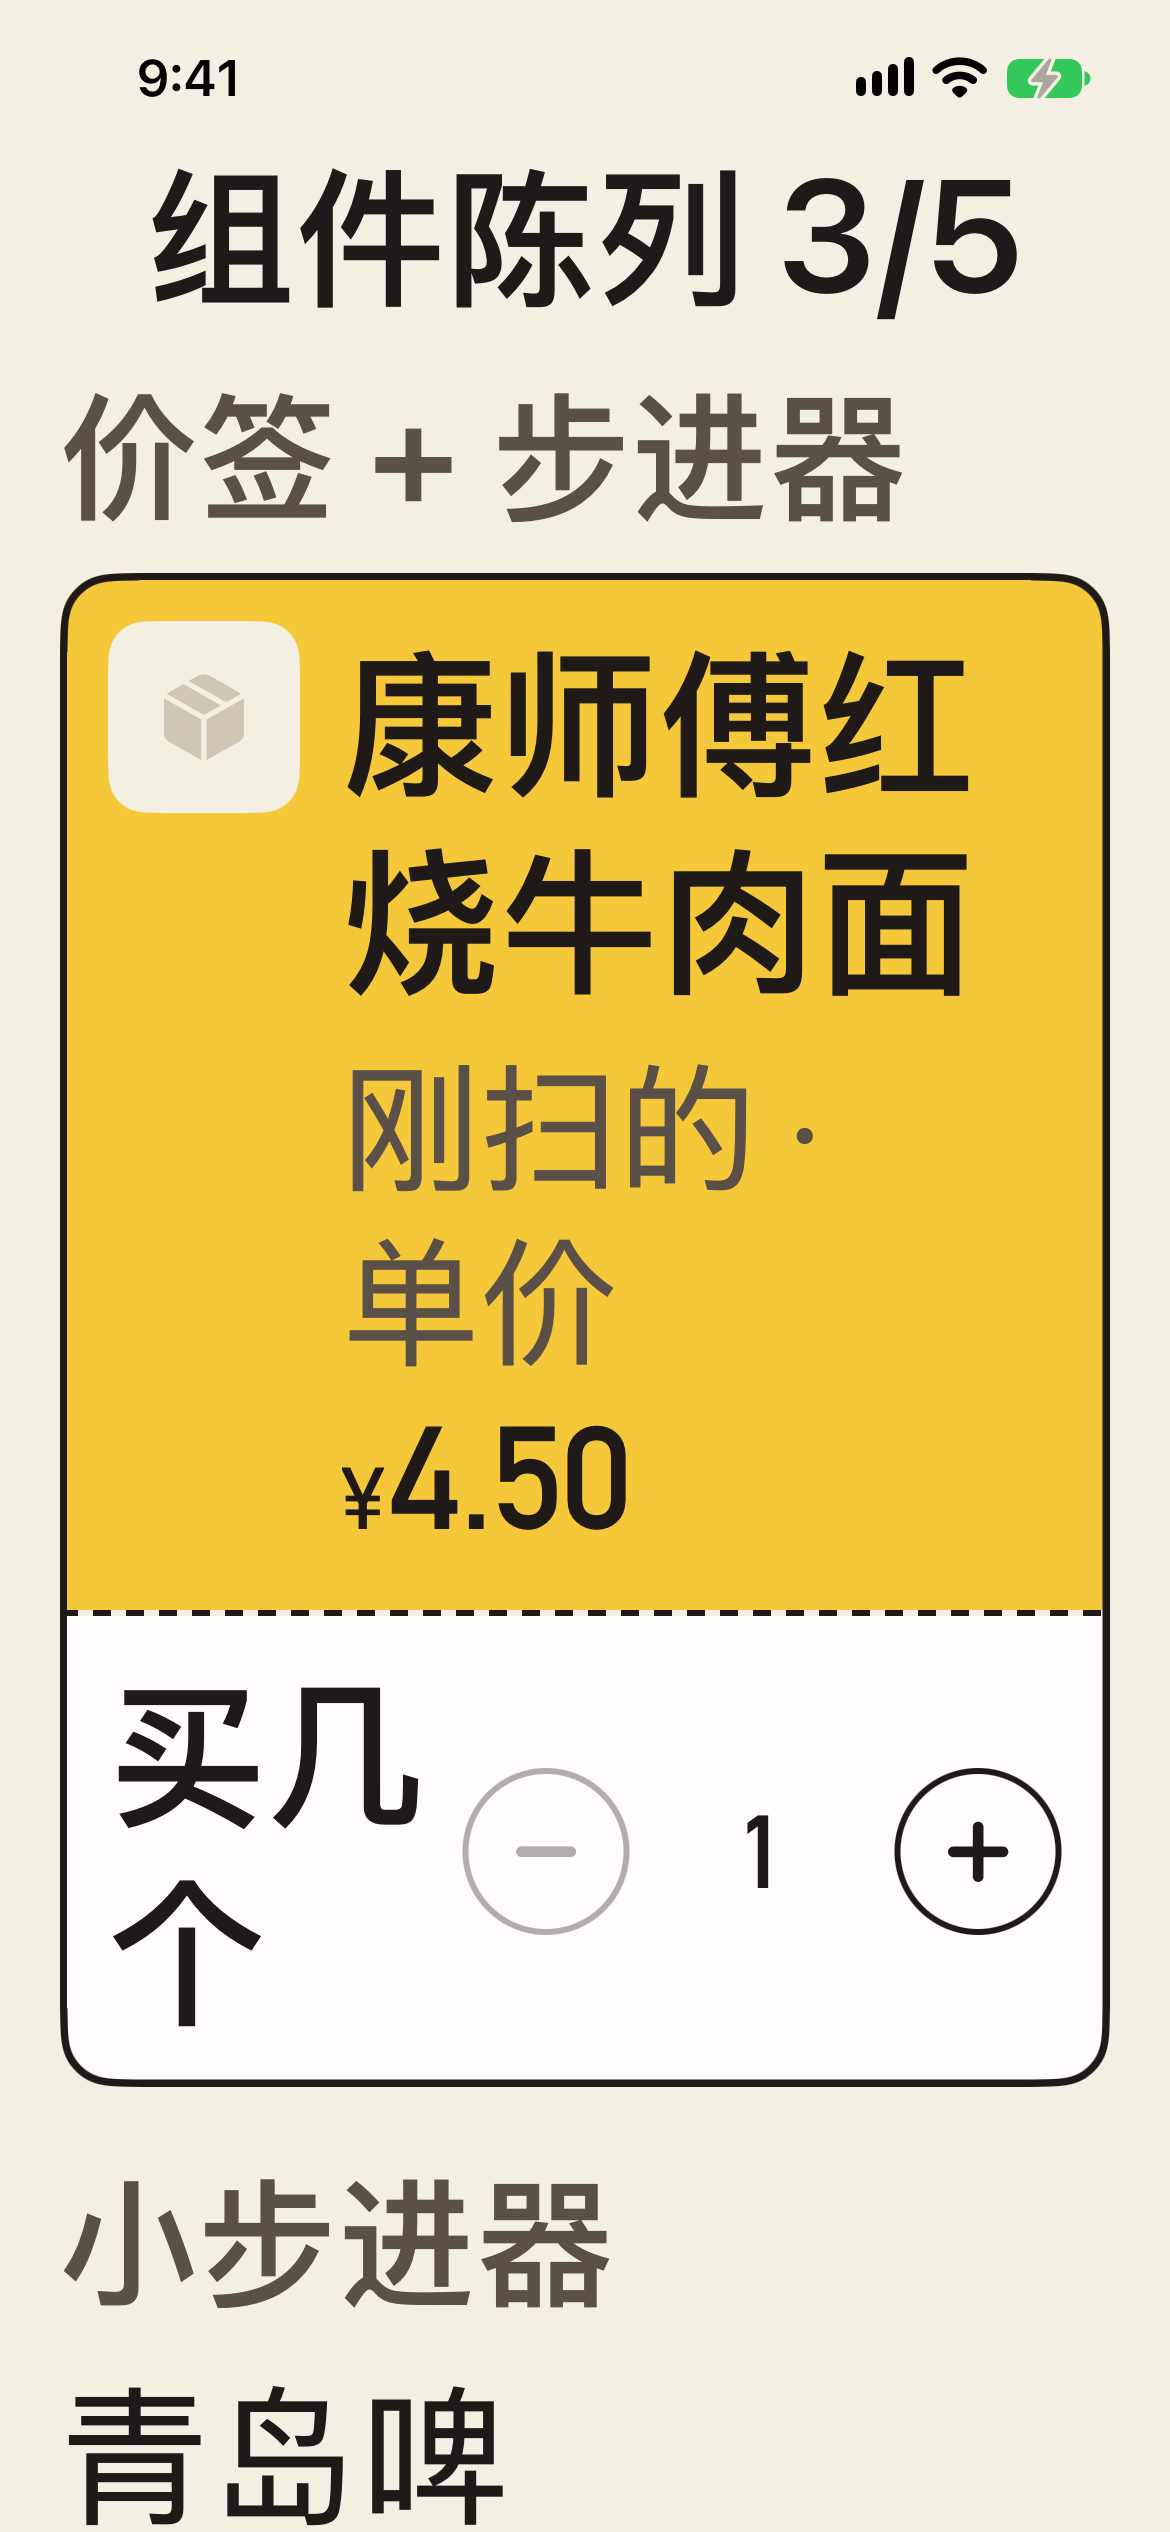 9:41
组件陈列 3/5
价签 + 步进器
康师傅红
烧牛肉面
刚扫的 ·
单价
¥4.50
买几
个
1
小步进器
青岛啤